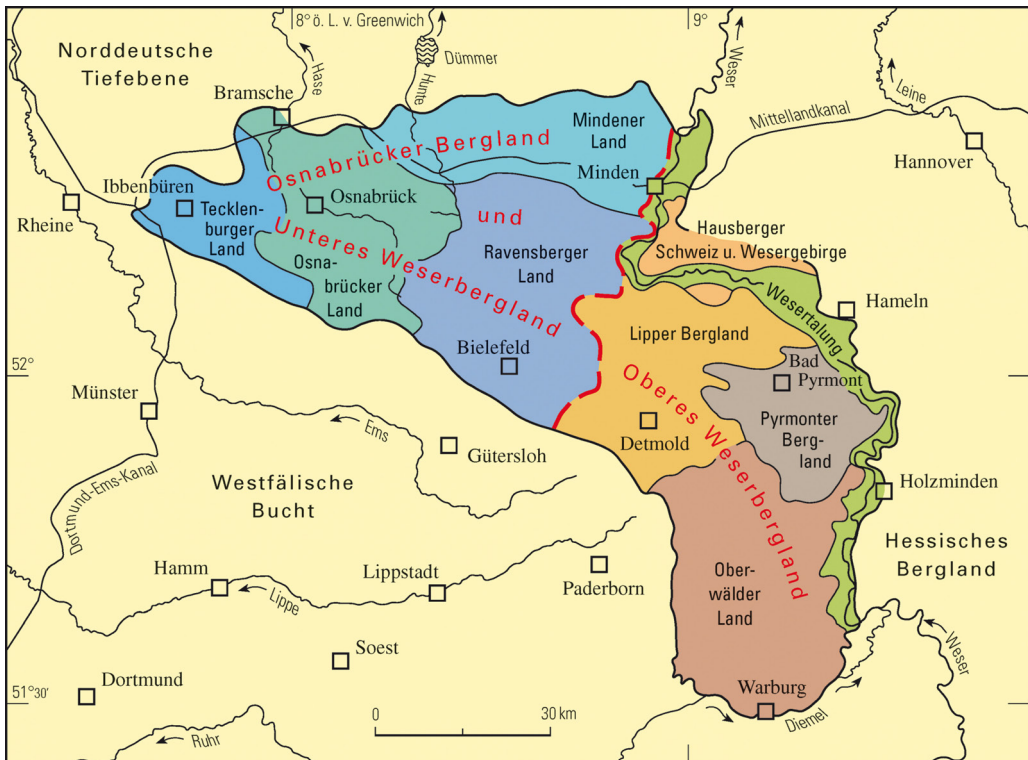 8° ö. L. v. Greenwich
9°
Norddeutsche
Tiefebene
Hase
Hunte
Dümmer
Weser
Leine
Bramsche
Mittellandkanal
Mindener
Land
Hannover
Osnabrücker Bergland
und
Unteres Weserbergland
Minden
Ibbenbüren
Rheine
Tecklen-
burger
Land
Osnabrück
Osna-
brücker
Land
Ravensberger
Land
Hausberger
Schweiz u. Wesergebirge
Wesertalung
Hameln
Lipper Bergland
Bielefeld
52°
Bad
Pyrmont
Münster
Oberes Weserbergland
Pyrmonter
Berg-
land
Detmold
Ems
Gütersloh
Dortmund-Ems-Kanal
Westfälische
Bucht
Holzminden
Hessisches
Bergland
Hamm
Lippe
Lippstadt
Paderborn
Ober-
wälder
Land
Soest
Weser
Dortmund
51°30'
Warburg
Diemel
0
30 km
Ruhr